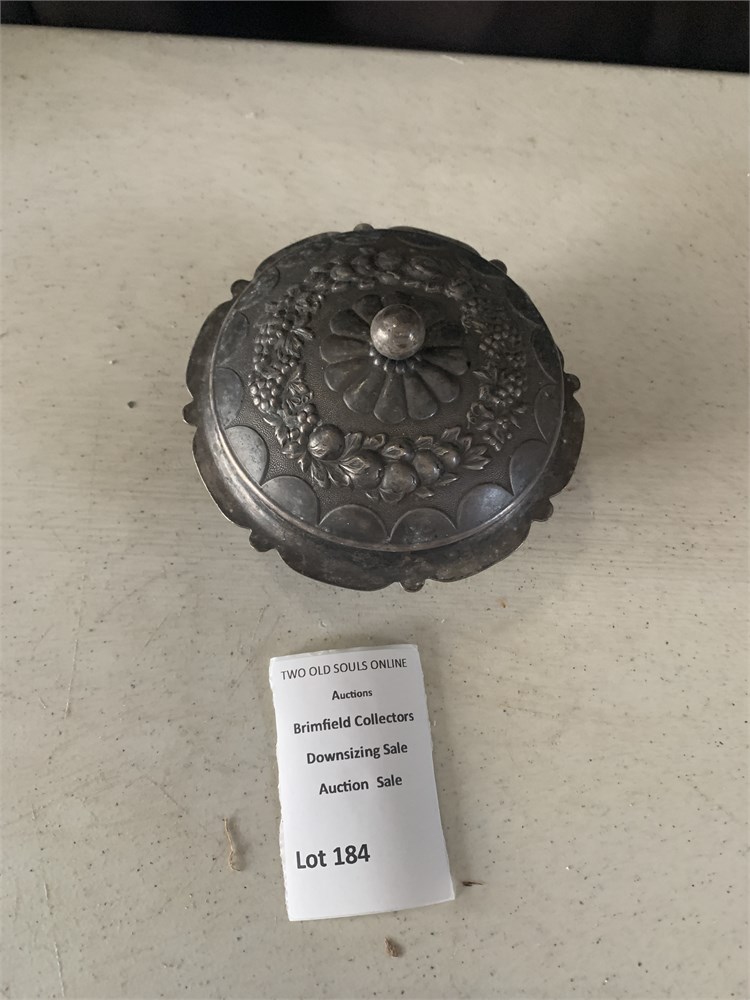 TWO OLD SOULS ONLINE
Auctions
Brimfield Collectors
Downsizing Sale
Auction Sale
Lot 184